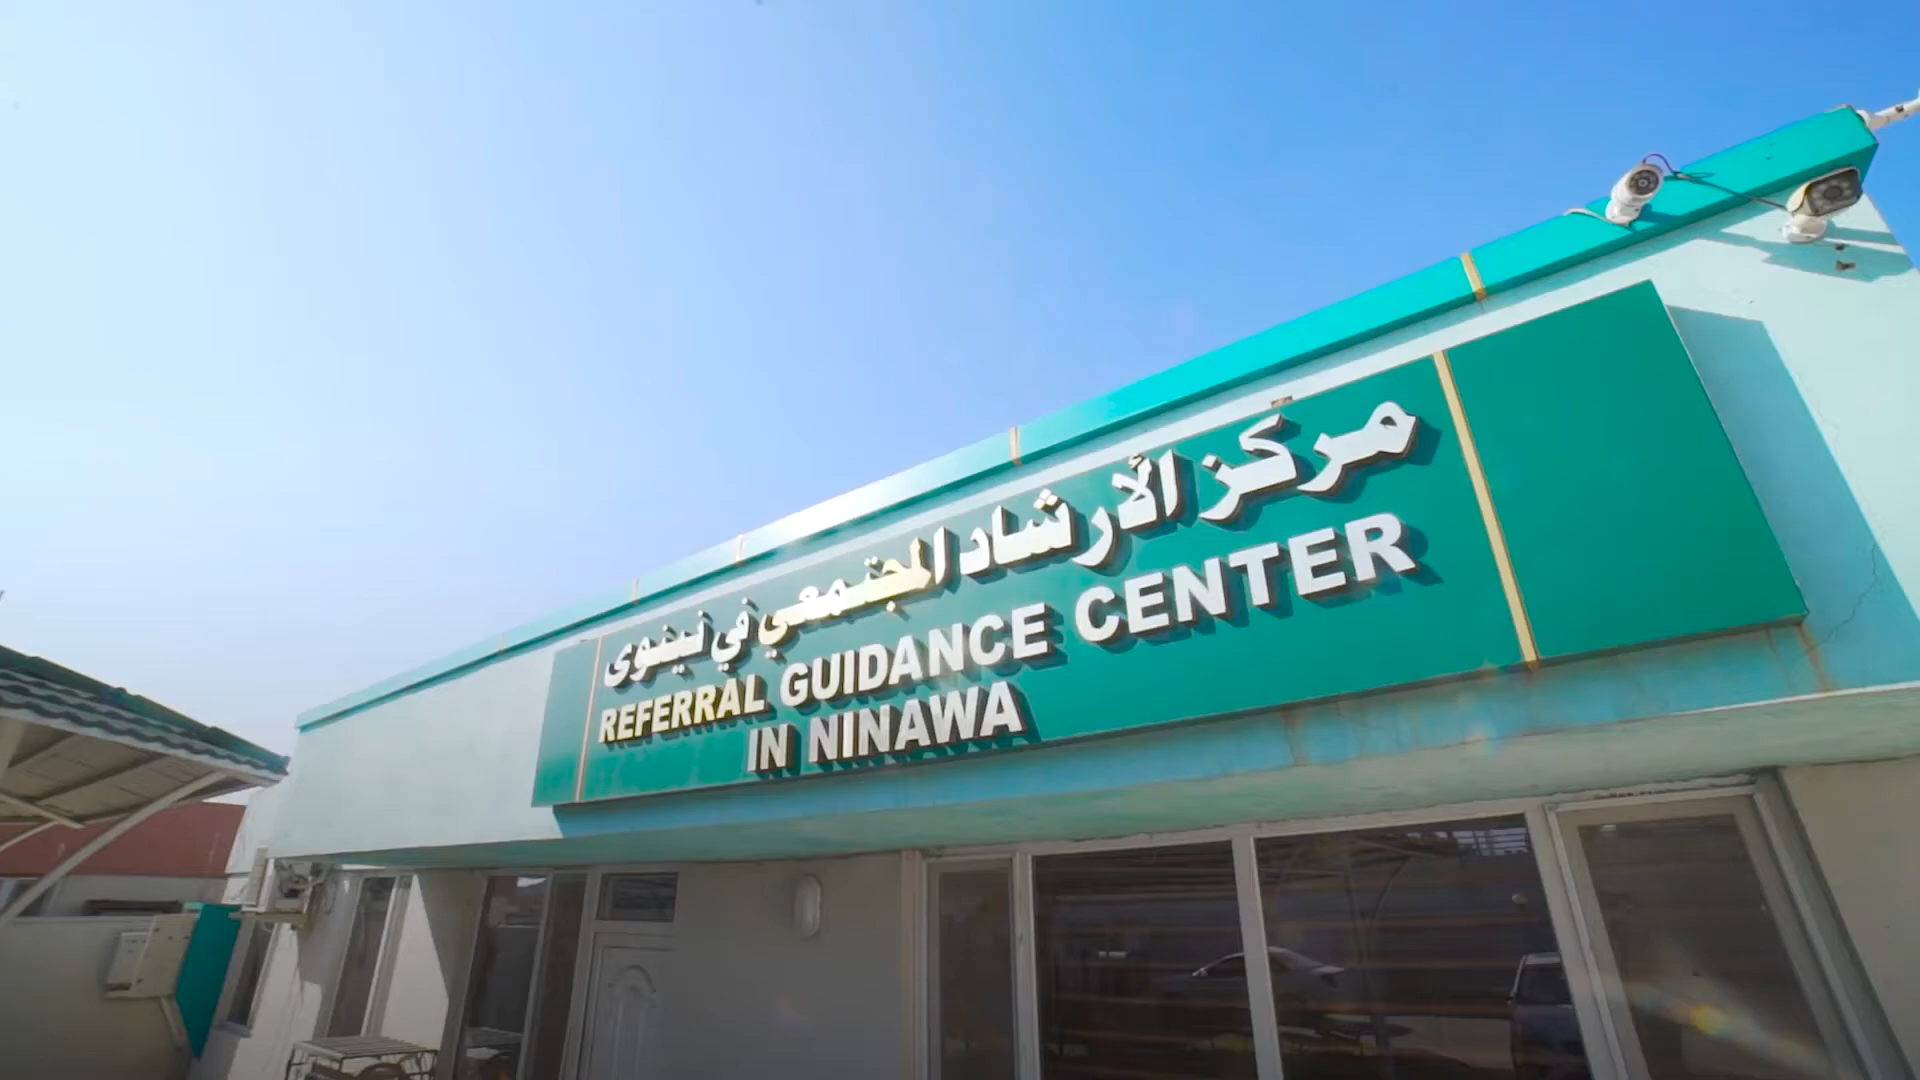 مركز الأرشاد المجتمعي في نينوى
REFERRAL GUIDANCE CENTER
IN NINAWA